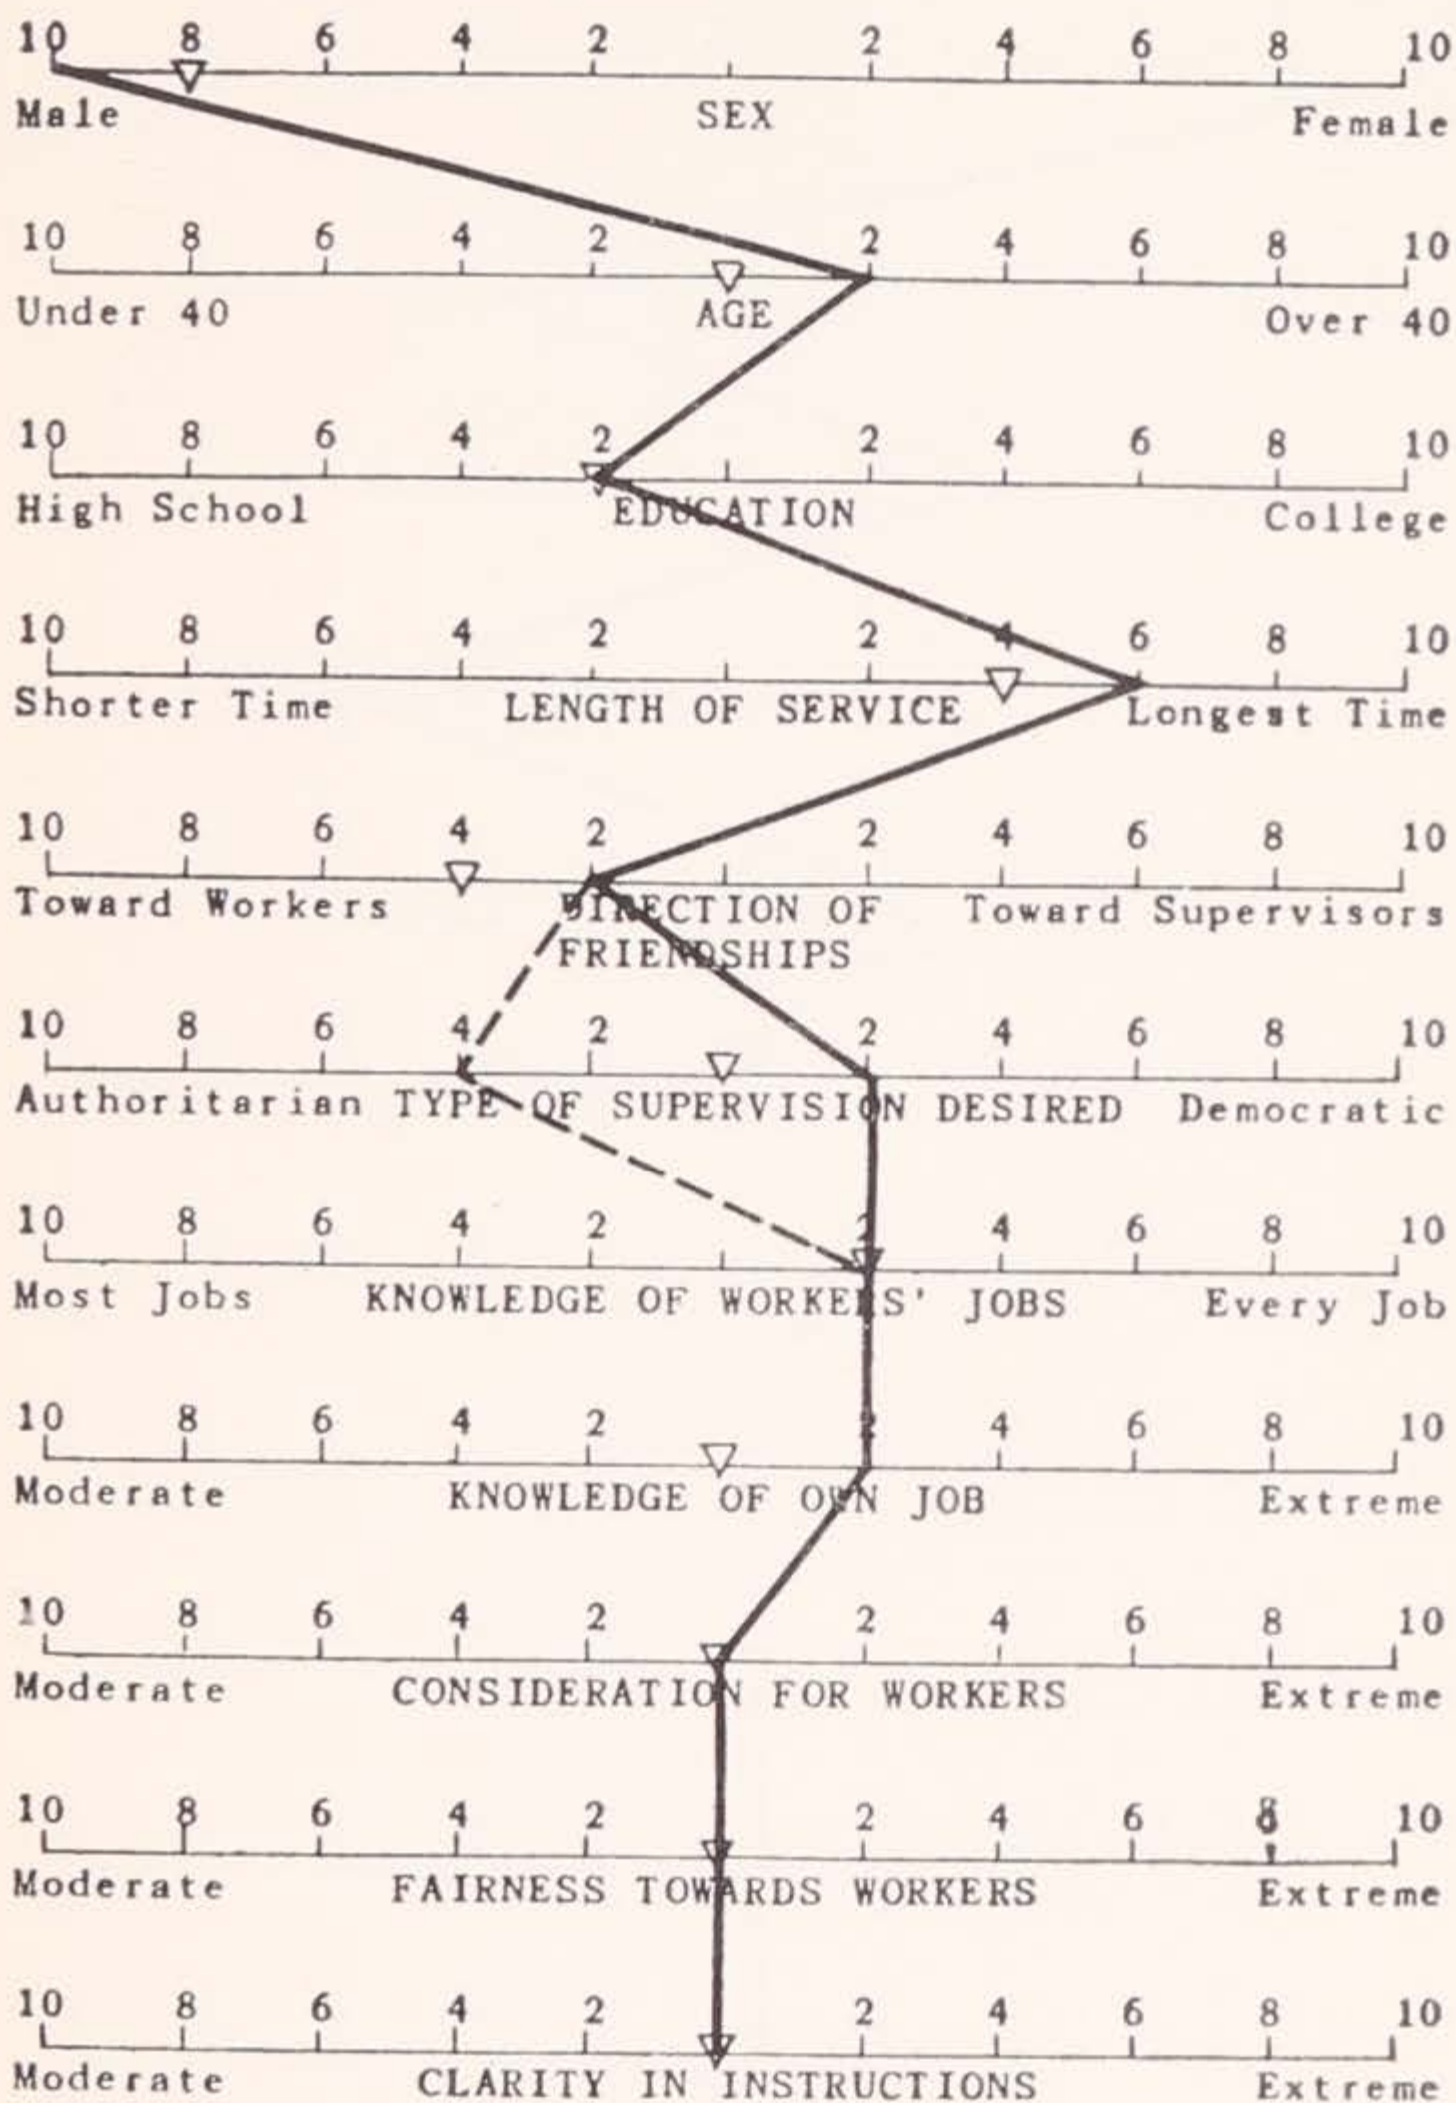 10 8 6 4 2 2 4 6 8 10
Male SEX Female
10 8 6 4 2 2 4 6 8 10
Under 40 AGE Over 40
10 8 6 4 2 2 4 6 8 10
High School EDUCATION College
10 8 6 4 2 2 4 6 8 10
Shorter Time LENGTH OF SERVICE Longest Time
10 8 6 4 2 2 4 6 8 10
Toward Workers DIRECTION OF Toward Supervisors
FRIENDSHIPS
10 8 6 4 2 2 4 6 8 10
Authoritarian TYPE OF SUPERVISION DESIRED Democratic
10 8 6 4 2 2 4 6 8 10
Most Jobs KNOWLEDGE OF WORKERS' JOBS Every Job
10 8 6 4 2 2 4 6 8 10
Moderate KNOWLEDGE OF OWN JOB Extreme
10 8 6 4 2 2 4 6 8 10
Moderate CONSIDERATION FOR WORKERS Extreme
10 8 6 4 2 2 4 6 8 10
Moderate FAIRNESS TOWARDS WORKERS Extreme
10 8 6 4 2 2 4 6 8 10
Moderate CLARITY IN INSTRUCTIONS Extreme